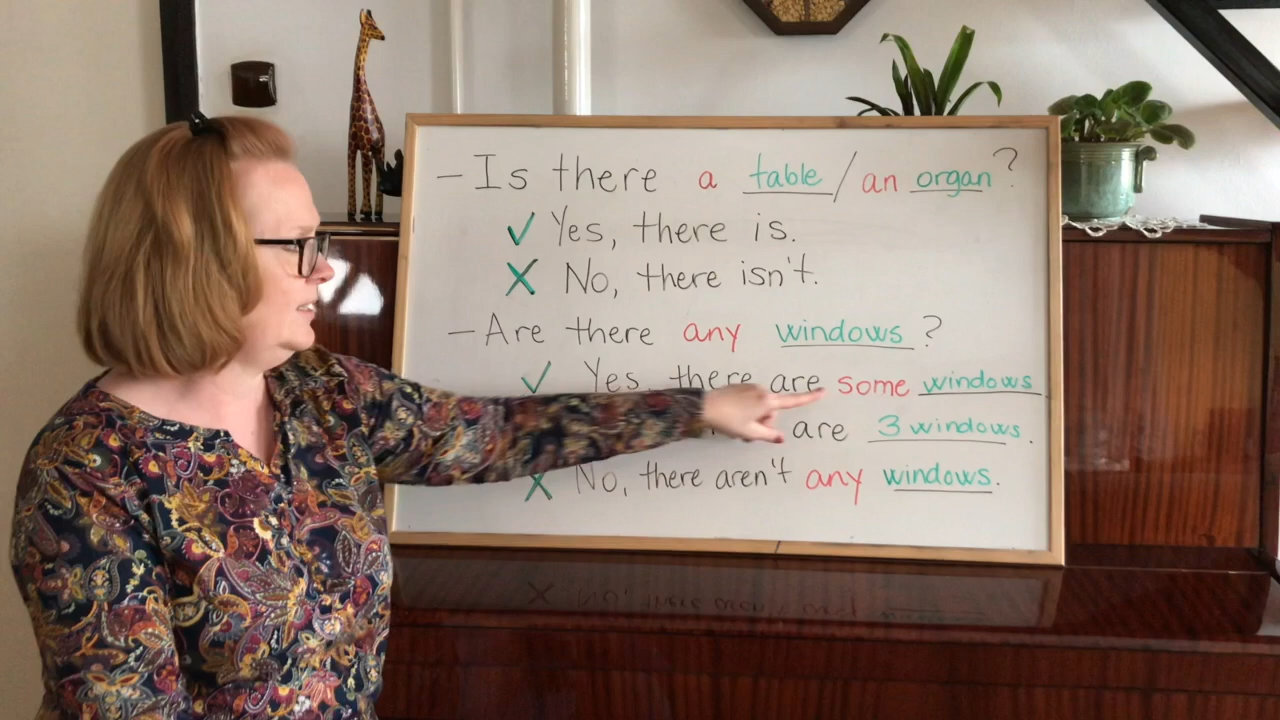 – Is there a table / an organ?
✓ Yes, there is.
X No, there isn't.
– Are there any windows?
✓ Yes, there are some windows
are 3 windows.
X No, there aren't any windows.